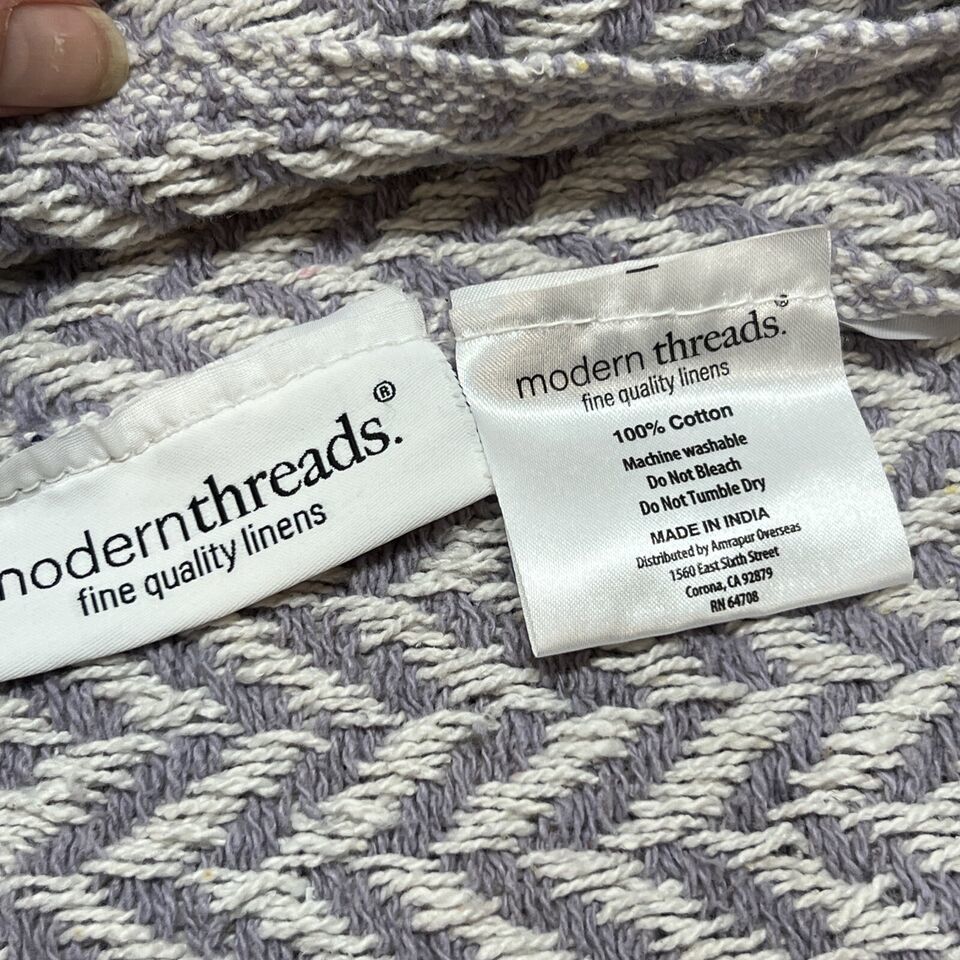 modernthreads.®
fine quality linens
modern threads.
fine quality linens
100% Cotton
Machine washable
Do Not Bleach
Do Not Tumble Dry
MADE IN INDIA
Distributed by Amrapur Overseas
1560 East Sixth Street
Corona, CA 92879
RN 64708